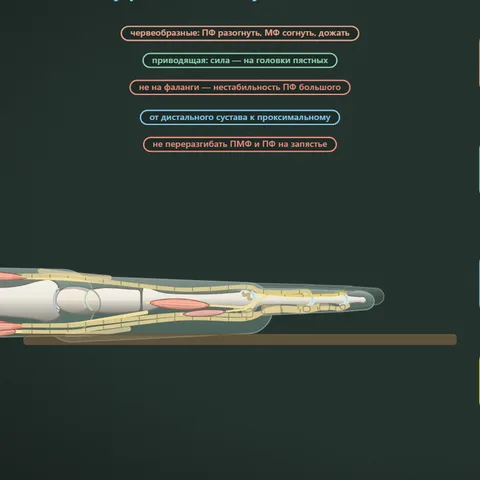 червеобразные: ПФ разогнуть, МФ согнуть, дожать
приводящая: сила — на головки пястных
не на фаланги — нестабильность ПФ большого
от дистального сустава к проксимальному
не переразгибать ПМФ и ПФ на запястье